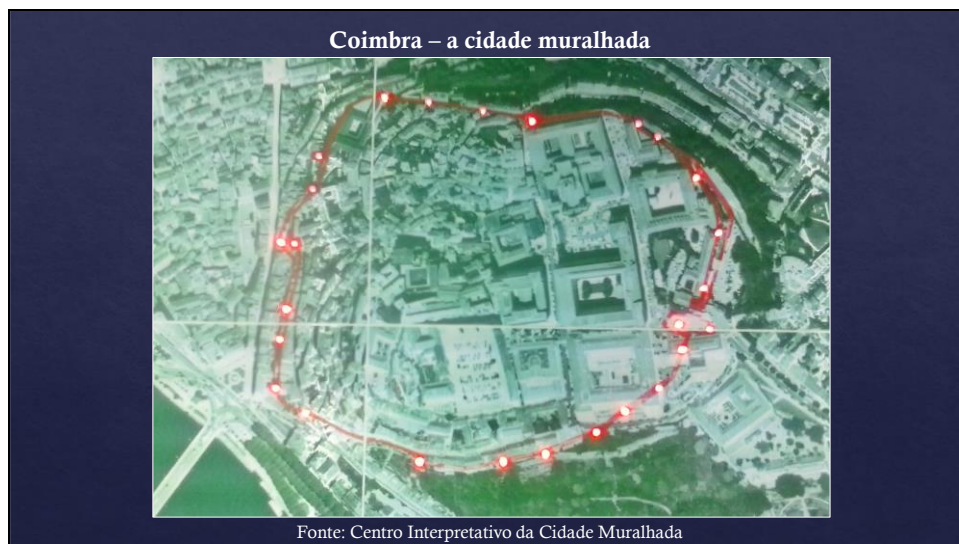 Coimbra – a cidade muralhada
Fonte: Centro Interpretativo da Cidade Muralhada